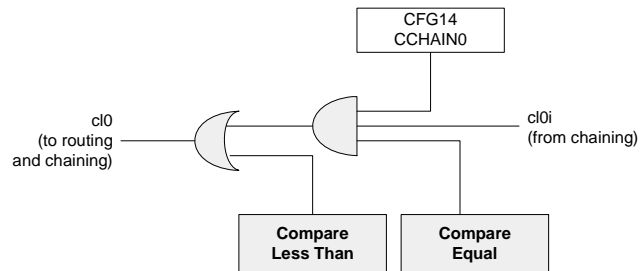 CFG14
CCHAIN0
cl0
(to routing
and chaining)
cl0i
(from chaining)
Compare
Less Than
Compare
Equal